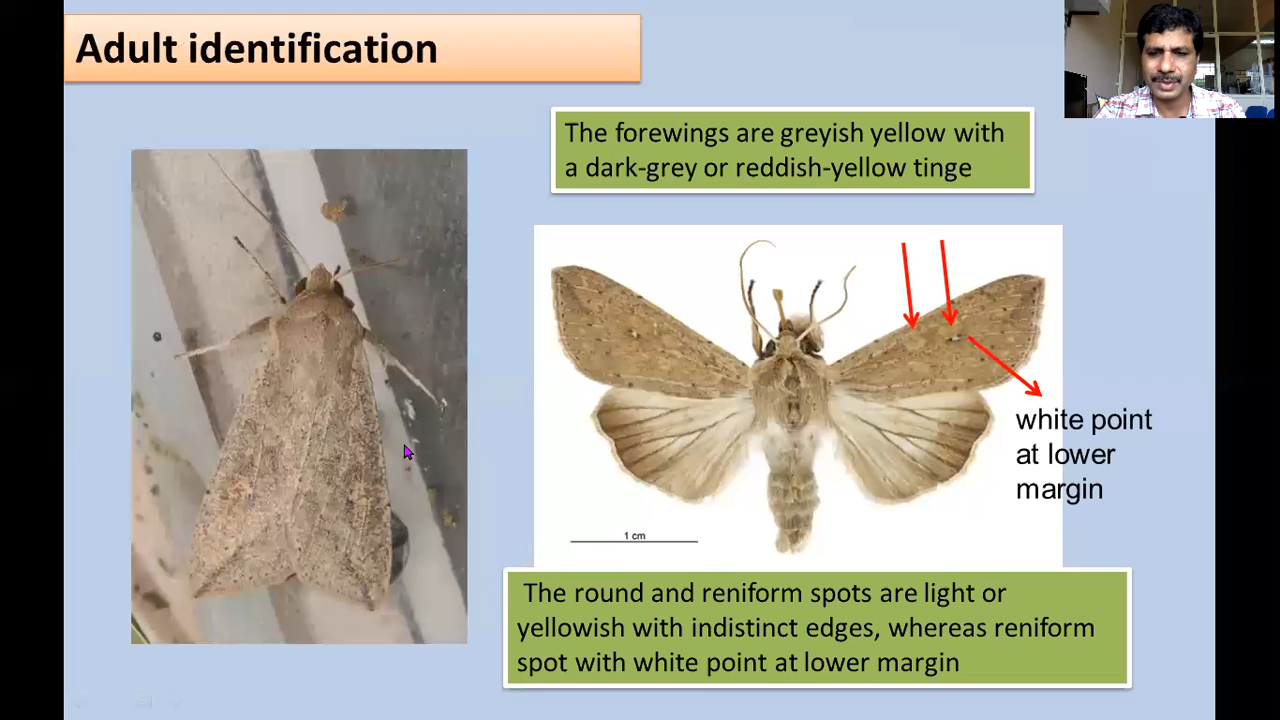 Adult identification
The forewings are greyish yellow with
a dark-grey or reddish-yellow tinge
white point
at lower
margin
1 cm
The round and reniform spots are light or
yellowish with indistinct edges, whereas reniform
spot with white point at lower margin